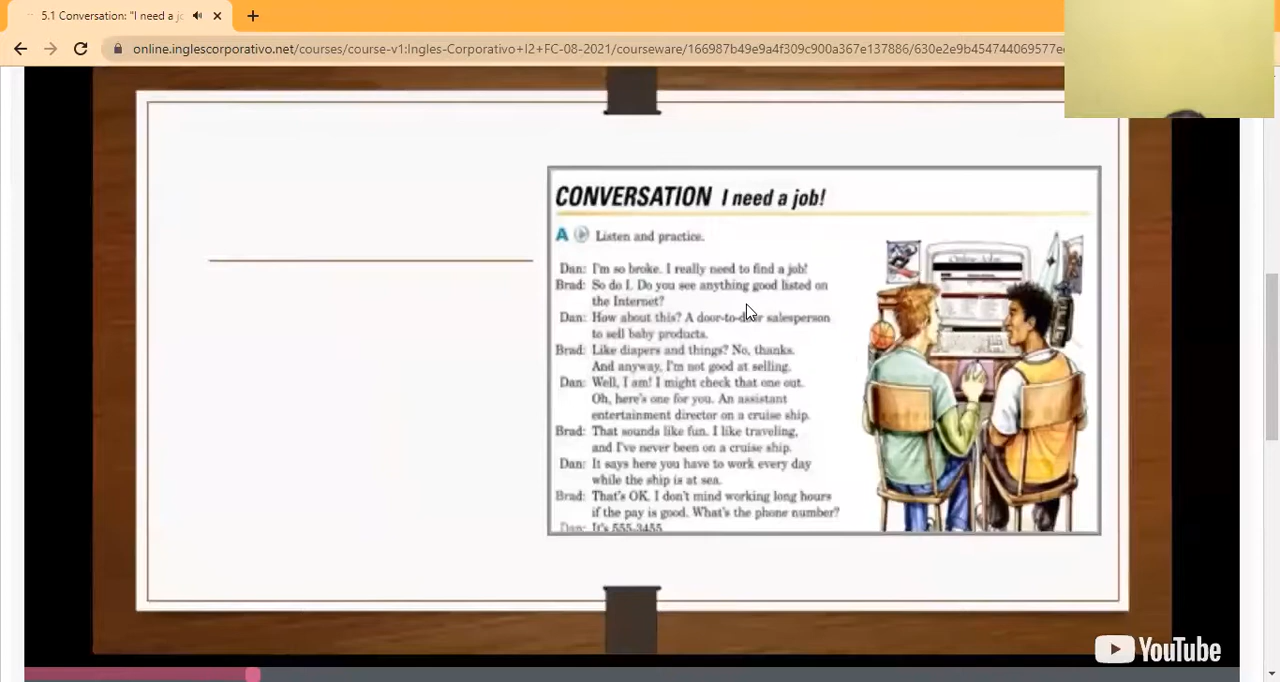 5.1 Conversation: "I need a jo
online.inglescorporativo.net/courses/course-v1:Ingles-Corporativo+I2+FC-08-2021/courseware/166987b49e9a4f309c900a367e137886/630e2e9b454744069577e
CONVERSATION I need a job!
A Listen and practice.
Dan: I'm so broke. I really need to find a job!
Brad: So do I. Do you see anything good listed on
the Internet?
Dan: How about this? A door-to-door salesperson
to sell baby products.
Brad: Like diapers and things? No, thanks.
And anyway, I'm not good at selling.
Dan: Well, I am! I might check that one out.
Oh, here's one for you. An assistant
entertainment director on a cruise ship.
Brad: That sounds like fun. I like traveling,
and I've never been on a cruise ship.
Dan: It says here you have to work every day
while the ship is at sea.
Brad: That's OK. I don't mind working long hours
if the pay is good. What's the phone number?
Dan: It's 555-3455
YouTube